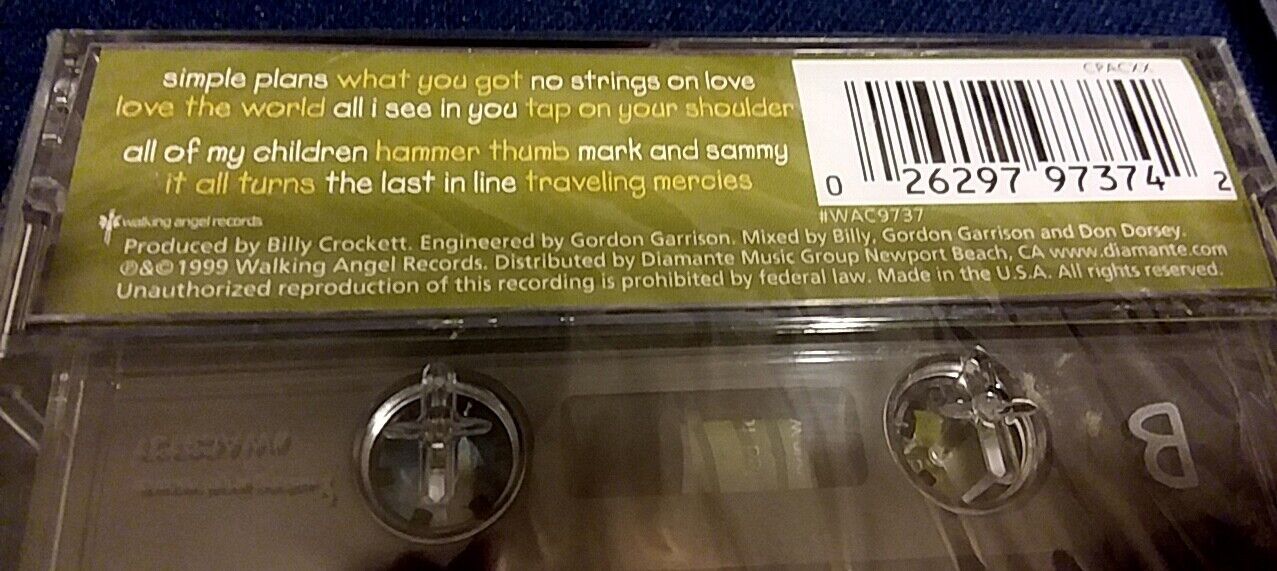 simple plans what you got no strings on love
love the world all i see in you tap on your shoulder
all of my children hammer thumb mark and sammy
it all turns the last in line traveling mercies
CPACXX
0 26297 97374 2
#WAC9737
walking angel records
Produced by Billy Crockett. Engineered by Gordon Garrison. Mixed by Billy, Gordon Garrison and Don Dorsey.
℗&©1999 Walking Angel Records. Distributed by Diamante Music Group Newport Beach, CA www.diamante.com
Unauthorized reproduction of this recording is prohibited by federal law. Made in the U.S.A. All rights reserved.
B